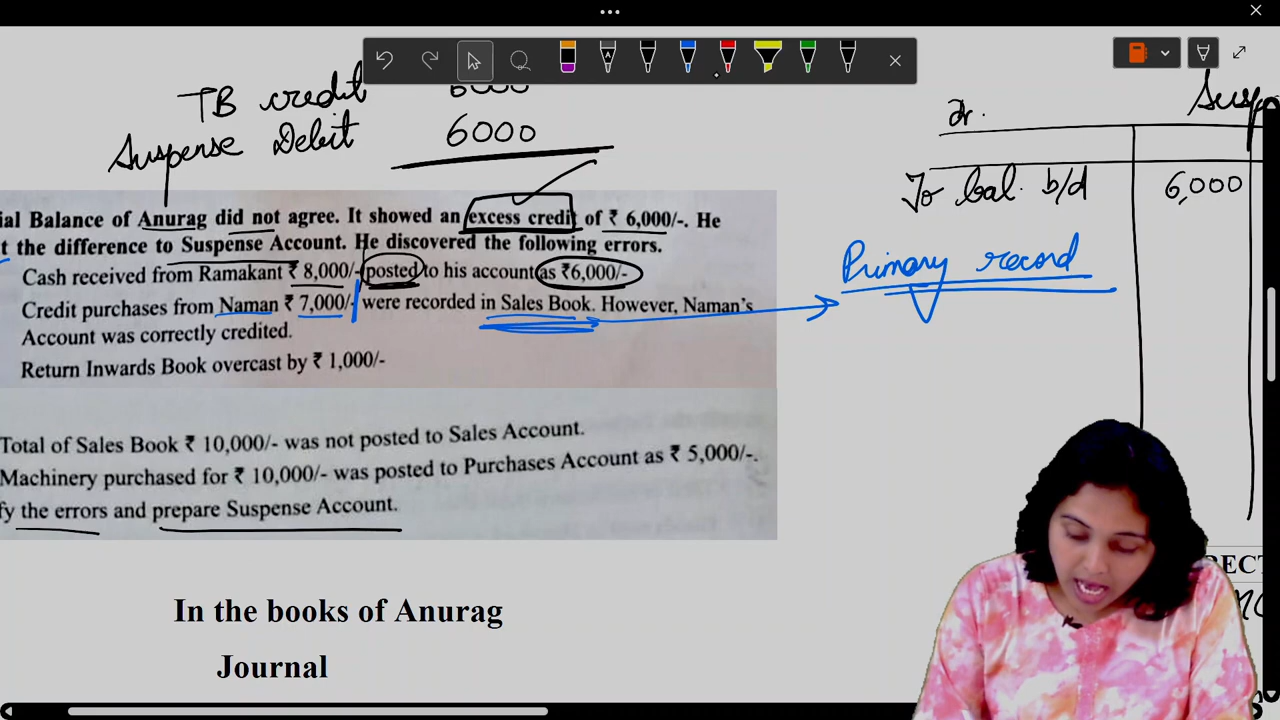 TB credit 6000
Suspense Debit 6000
Dr.
Susp
To bal. b/d 6,000
ial Balance of Anurag did not agree. It showed an excess credit of ₹ 6,000/-. He
t the difference to Suspense Account. He discovered the following errors.
Cash received from Ramakant ₹ 8,000/- posted to his account as ₹6,000/-
Credit purchases from Naman ₹ 7,000/- were recorded in Sales Book. However, Naman's
Account was correctly credited.
Return Inwards Book overcast by ₹ 1,000/-
Primary record
Total of Sales Book ₹ 10,000/- was not posted to Sales Account.
Machinery purchased for ₹ 10,000/- was posted to Purchases Account as ₹ 5,000/-.
fy the errors and prepare Suspense Account.
RECT
In the books of Anurag
Journal